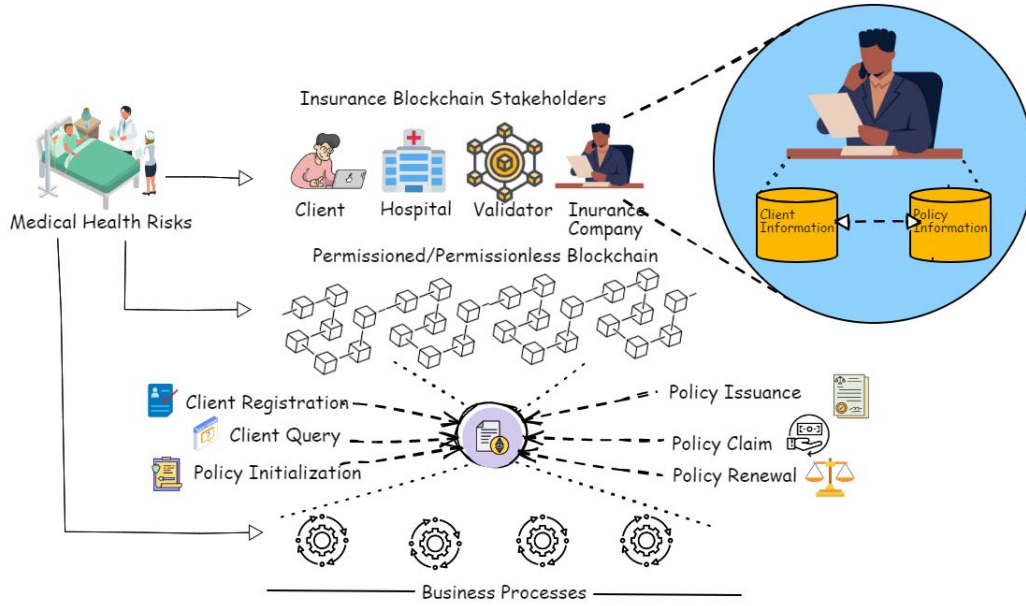 Insurance Blockchain Stakeholders
Client
Hospital
Validator
Inurance
Company
Medical Health Risks
Client
Information
Policy
Information
Permissioned/Permissionless Blockchain
Client Registration
Client Query
Policy Initialization
Policy Issuance
Policy Claim
Policy Renewal
Business Processes